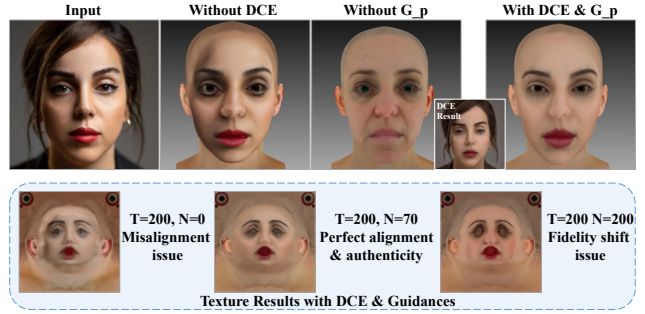 Input
Without DCE
Without G_p
With DCE & G_p
DCE
Result
T=200, N=0
Misalignment
issue
T=200, N=70
Perfect alignment
& authenticity
T=200 N=200
Fidelity shift
issue
Texture Results with DCE & Guidances